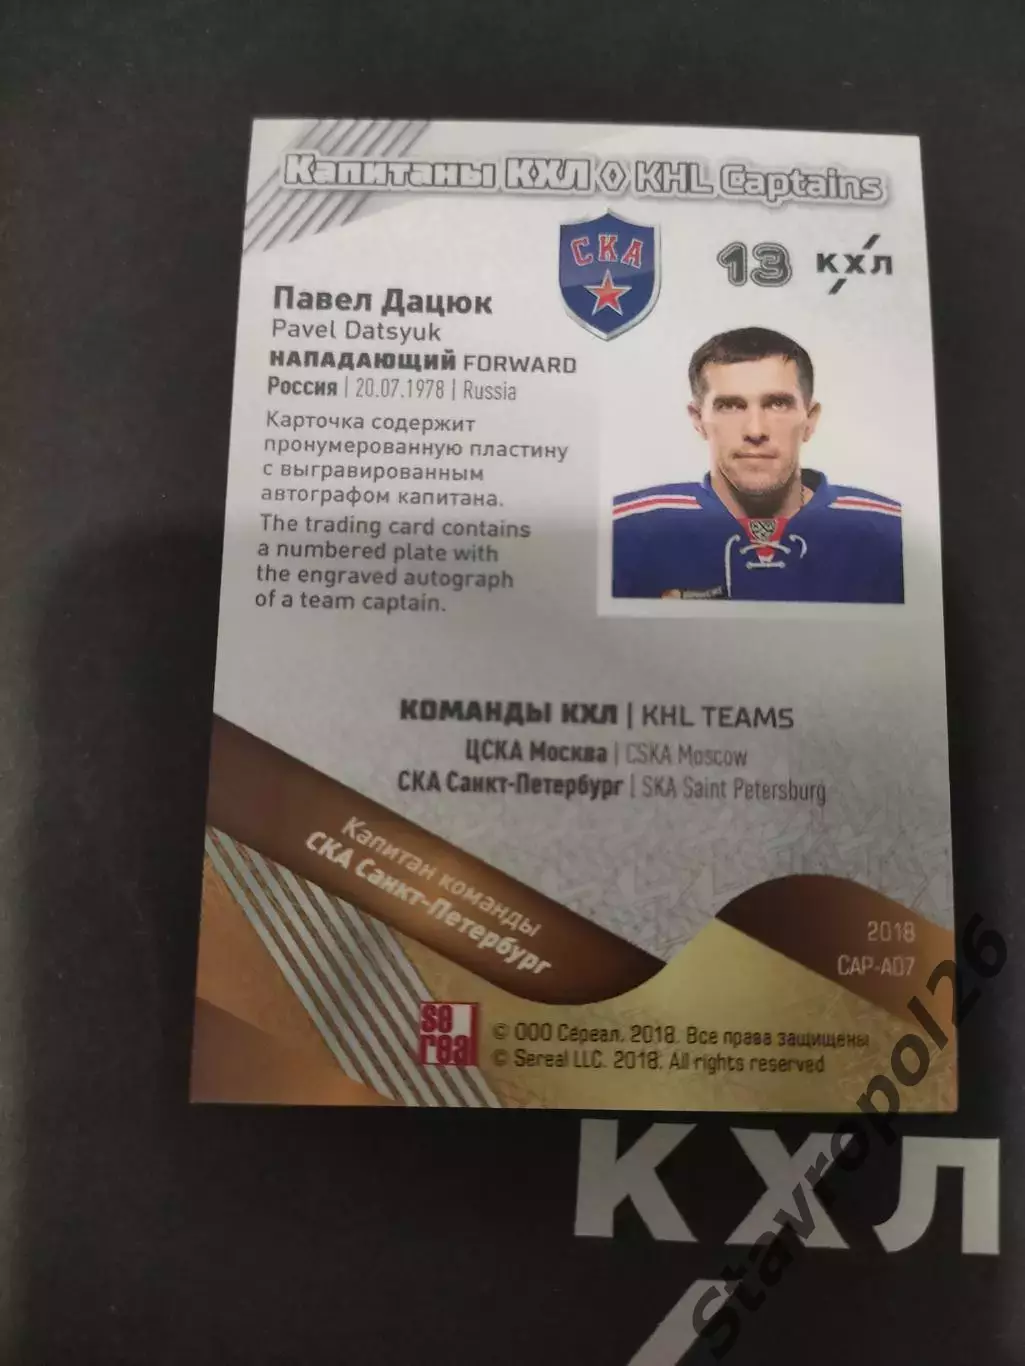 Капитаны КХЛ ◊ KHL Captains
СКА
13 КХЛ
Павел Дацюк
Pavel Datsyuk
НАПАДАЮЩИЙ FORWARD
Россия | 20.07.1978 | Russia
Карточка содержит
пронумерованную пластину
с выгравированным
автографом капитана.
The trading card contains
a numbered plate with
the engraved autograph
of a team captain.
КОМАНДЫ КХЛ | KHL TEAMS
ЦСКА Москва | CSKA Moscow
СКА Санкт-Петербург | SKA Saint Petersburg
Капитан команды
СКА Санкт-Петербург
2018
CAP-A07
se
real
© ООО Сереал. 2018. Все права защищены
© Sereal LLC. 2018. All rights reserved
КХЛ
Stavropol26